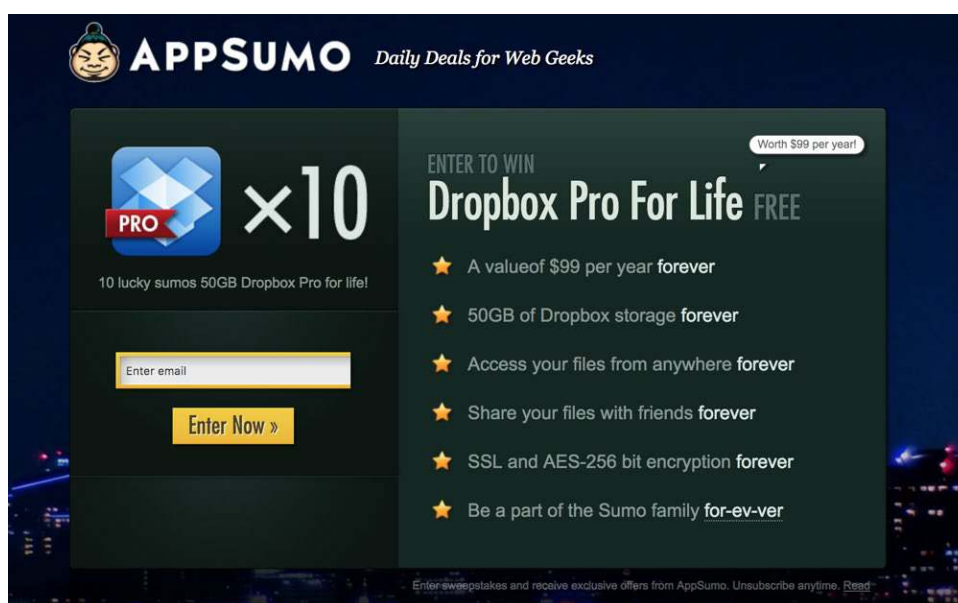 APPSUMO Daily Deals for Web Geeks
PRO
×10
10 lucky sumos 50GB Dropbox Pro for life!
Enter email
Enter Now »
Worth $99 per year!
ENTER TO WIN
Dropbox Pro For Life FREE
A valueof $99 per year forever
50GB of Dropbox storage forever
Access your files from anywhere forever
Share your files with friends forever
SSL and AES-256 bit encryption forever
Be a part of the Sumo family for-ev-ver
Enter sweepstakes and receive exclusive offers from AppSumo. Unsubscribe anytime. Read